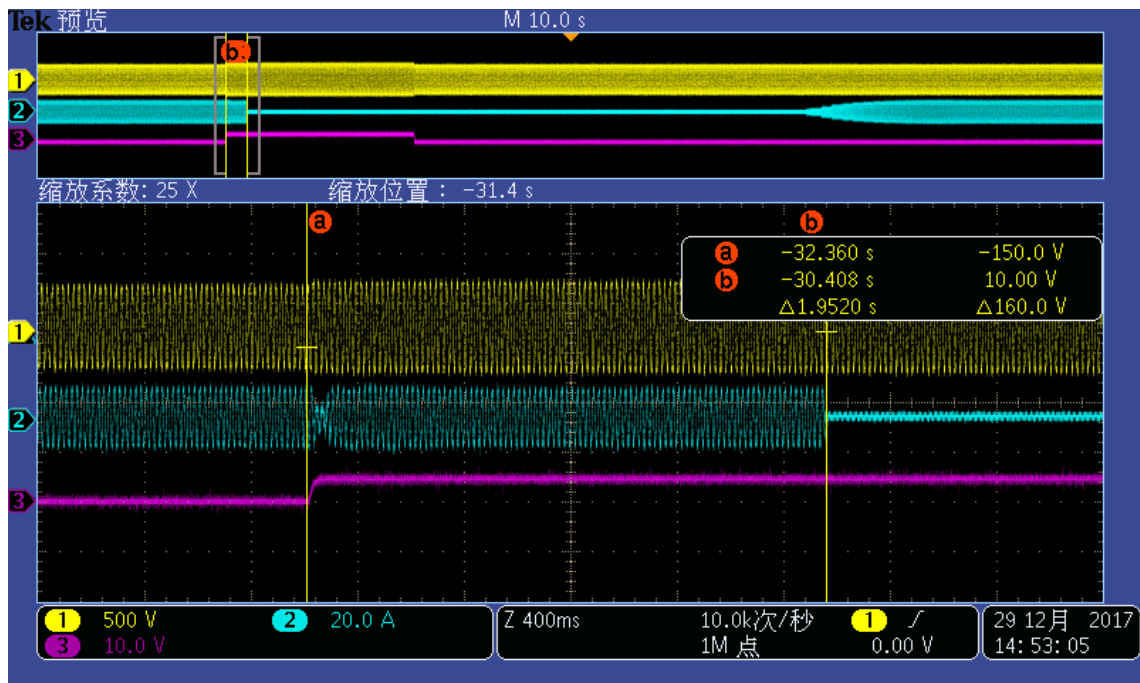 Tek 预览 M 10.0 s
b
1
2
3
缩放系数: 25 X 缩放位置: -31.4 s
a b
a -32.360 s -150.0 V
b -30.408 s 10.00 V
△1.9520 s △160.0 V
1
2
3
1 500 V 2 20.0 A Z 400ms 10.0k次/秒 1 29 12月 2017
3 10.0 V 1M 点 0.00 V 14:53:05